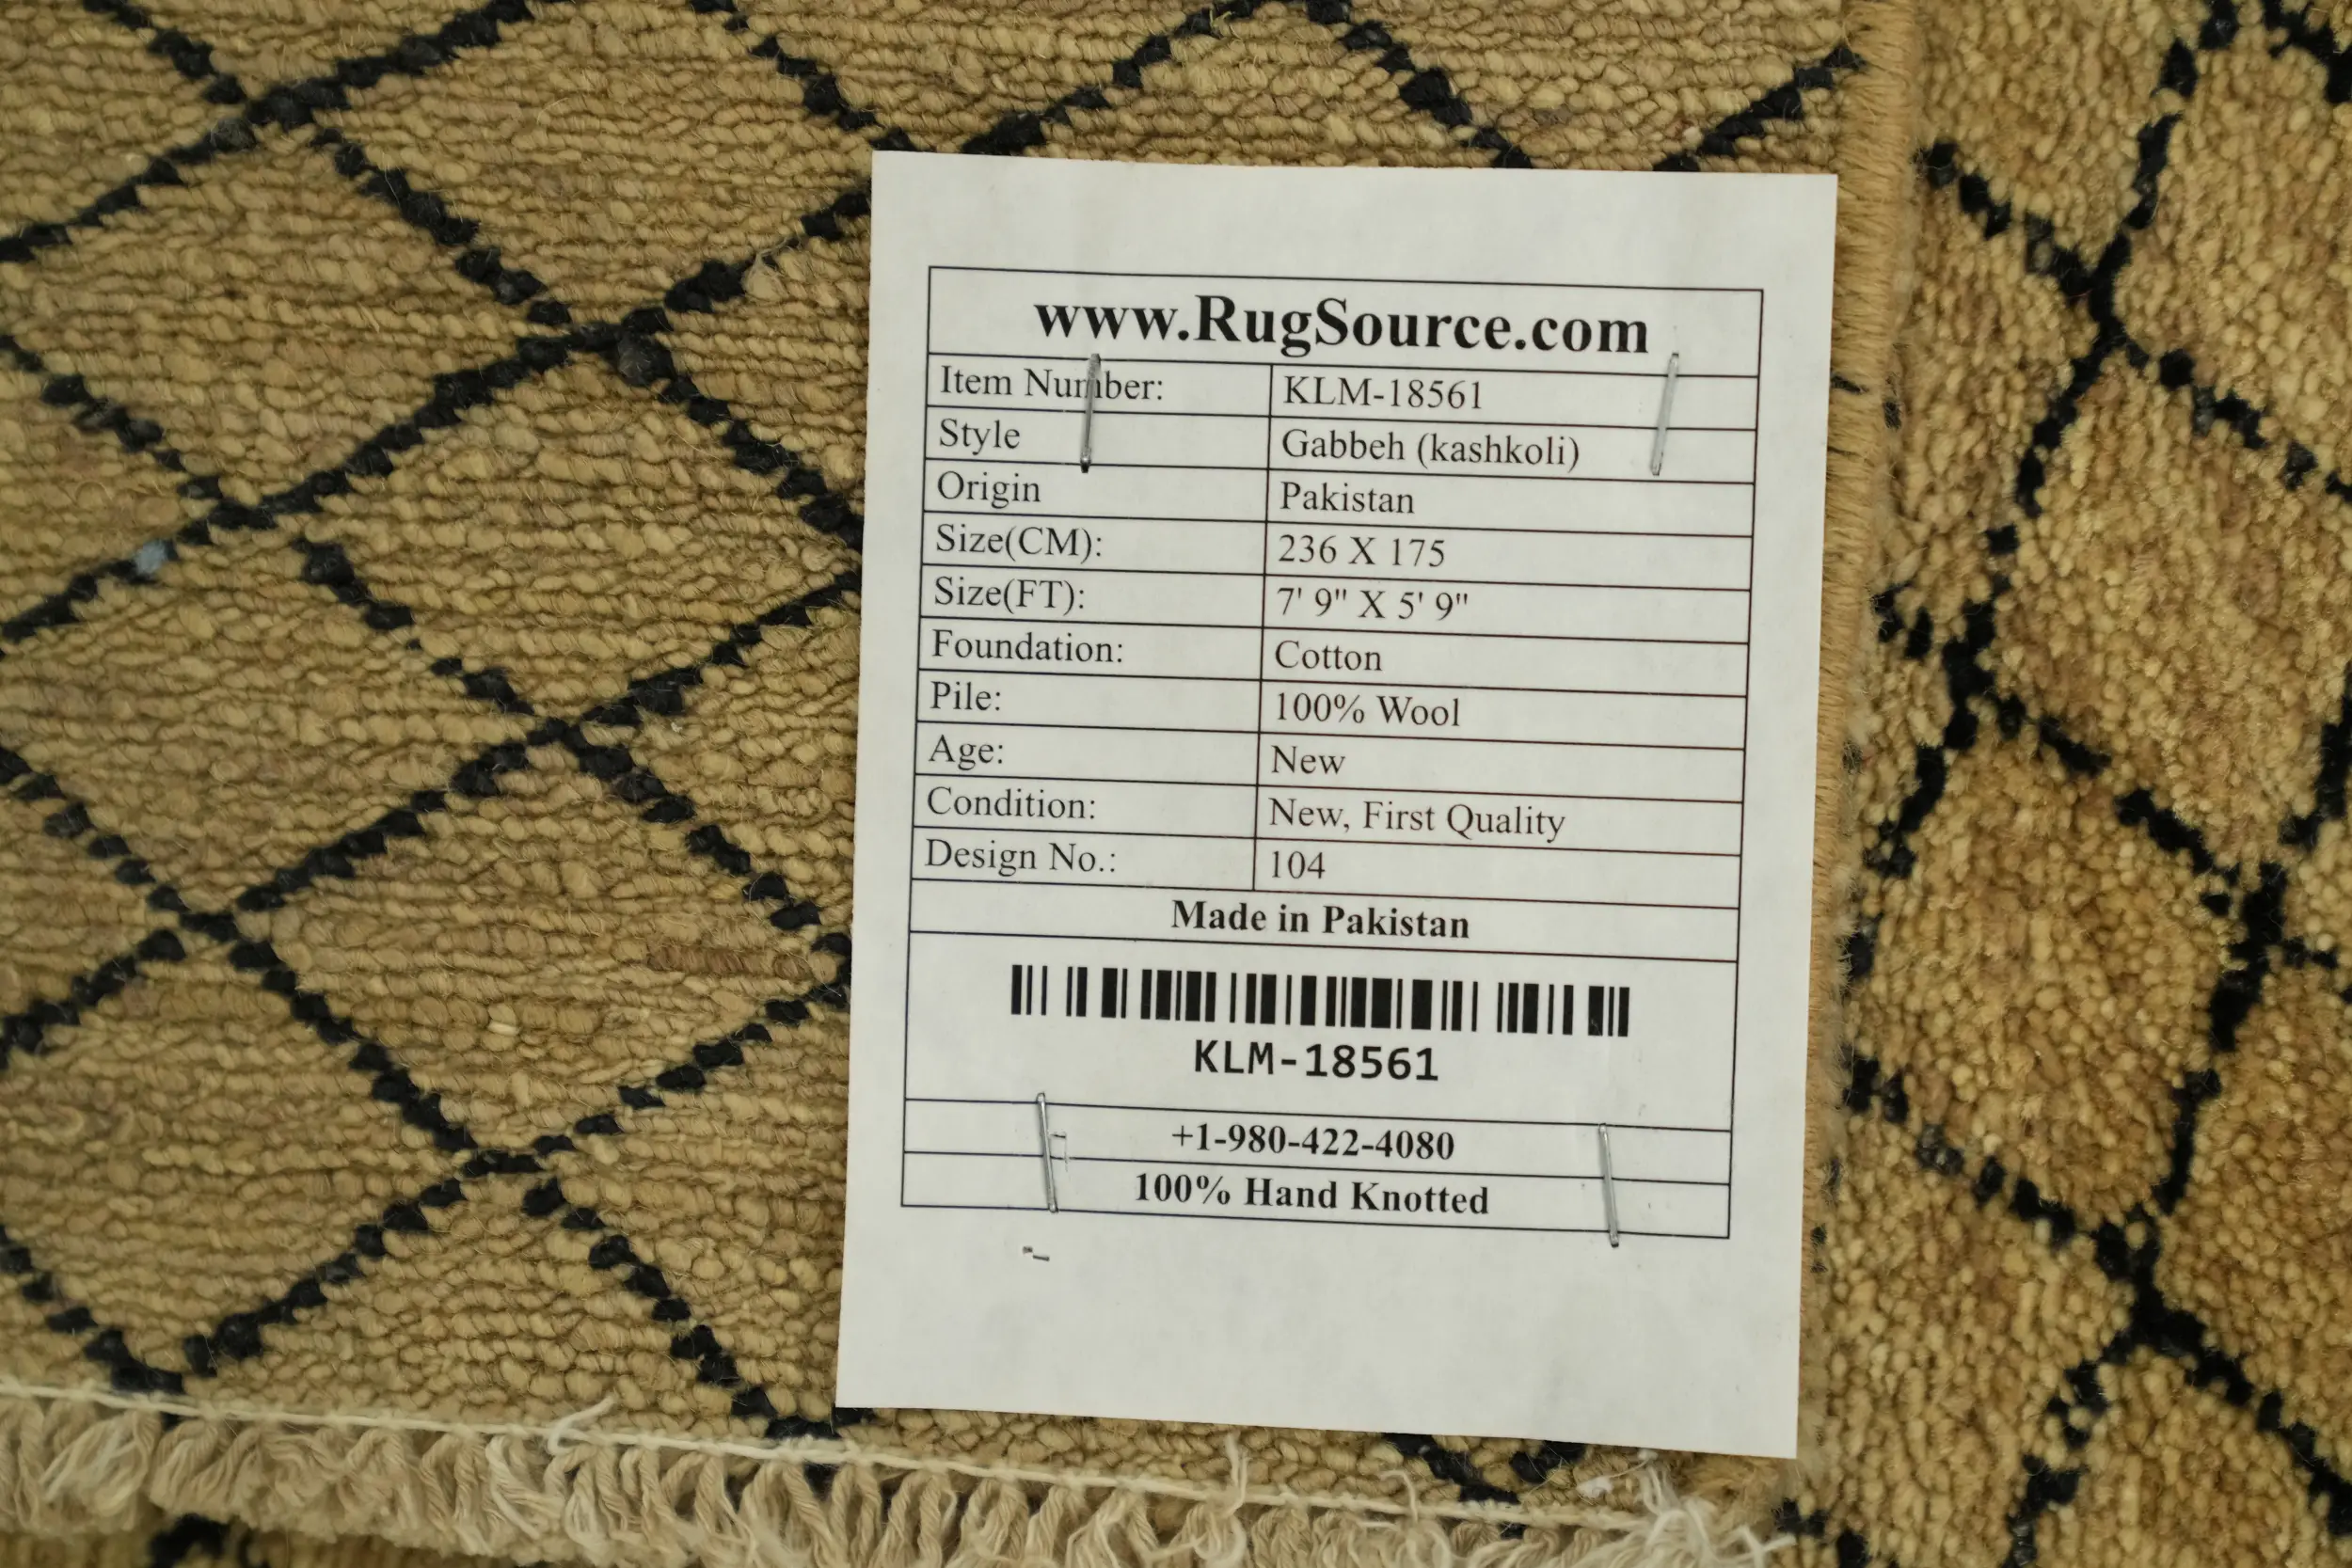 www.RugSource.com
Item Number: KLM-18561
Style Gabbeh (kashkoli)
Origin Pakistan
Size(CM): 236 X 175
Size(FT): 7' 9" X 5' 9"
Foundation: Cotton
Pile: 100% Wool
Age: New
Condition: New, First Quality
Design No.: 104
Made in Pakistan
KLM-18561
+1-980-422-4080
100% Hand Knotted